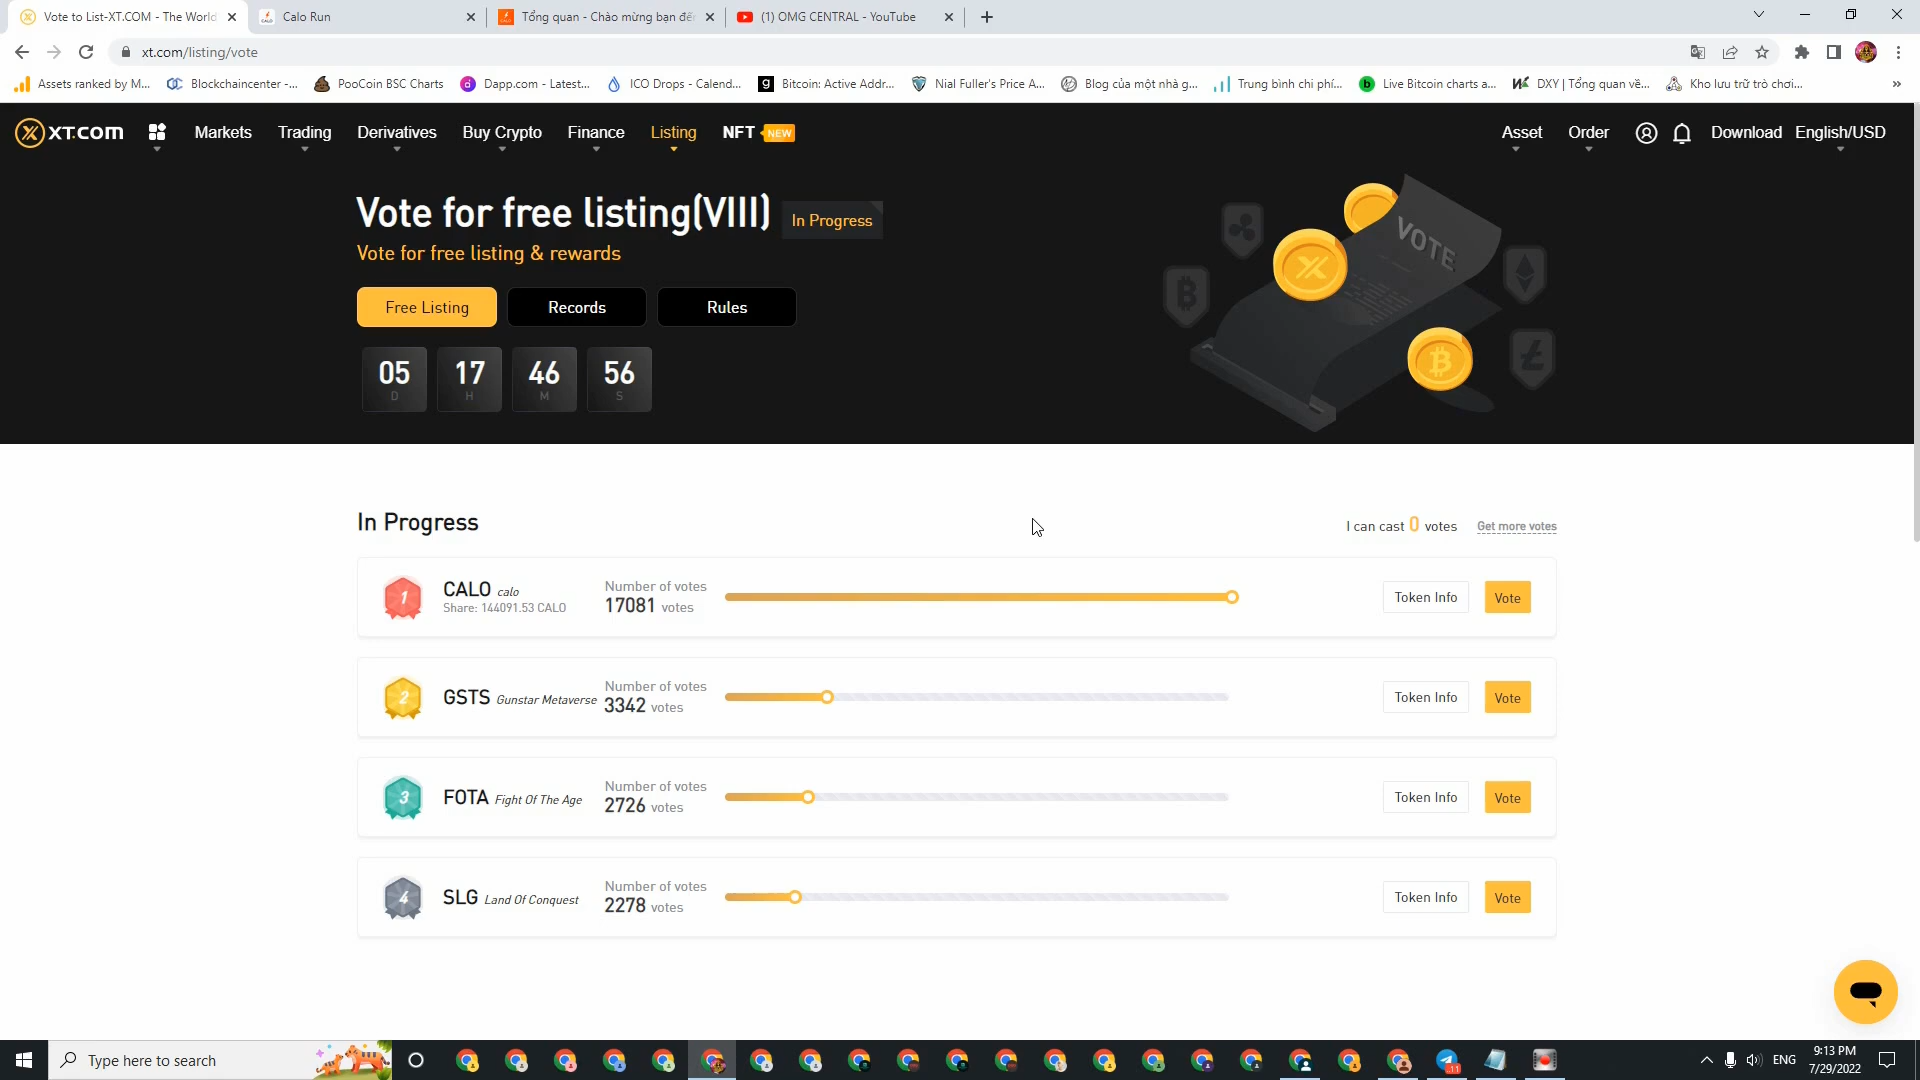 Vote to List-XT.COM - The World
Calo Run
Tổng quan - Chào mừng bạn đến
(1) OMG CENTRAL - YouTube
xt.com/listing/vote
Assets ranked by M...
Blockchaincenter -...
PooCoin BSC Charts
Dapp.com - Latest...
ICO Drops - Calend...
Bitcoin: Active Addr...
Nial Fuller's Price A...
Blog của một nhà g...
Trung bình chi phí...
Live Bitcoin charts a...
DXY | Tổng quan về...
Kho lưu trữ trò chơi...
XT.COM
Markets
Trading
Derivatives
Buy Crypto
Finance
Listing
NFT NEW
Asset
Order
Download
English/USD
Vote for free listing(VIII)
In Progress
Vote for free listing & rewards
Free Listing
Records
Rules
05 17 46 56
D H M S
VOTE
In Progress
I can cast 0 votes
Get more votes
1
CALO calo
Share: 144091.53 CALO
Number of votes
17081 votes
Token Info
Vote
2
GSTS Gunstar Metaverse
Number of votes
3342 votes
Token Info
Vote
3
FOTA Fight Of The Age
Number of votes
2726 votes
Token Info
Vote
4
SLG Land Of Conquest
Number of votes
2278 votes
Token Info
Vote
Type here to search
11
ENG
9:13 PM
7/29/2022